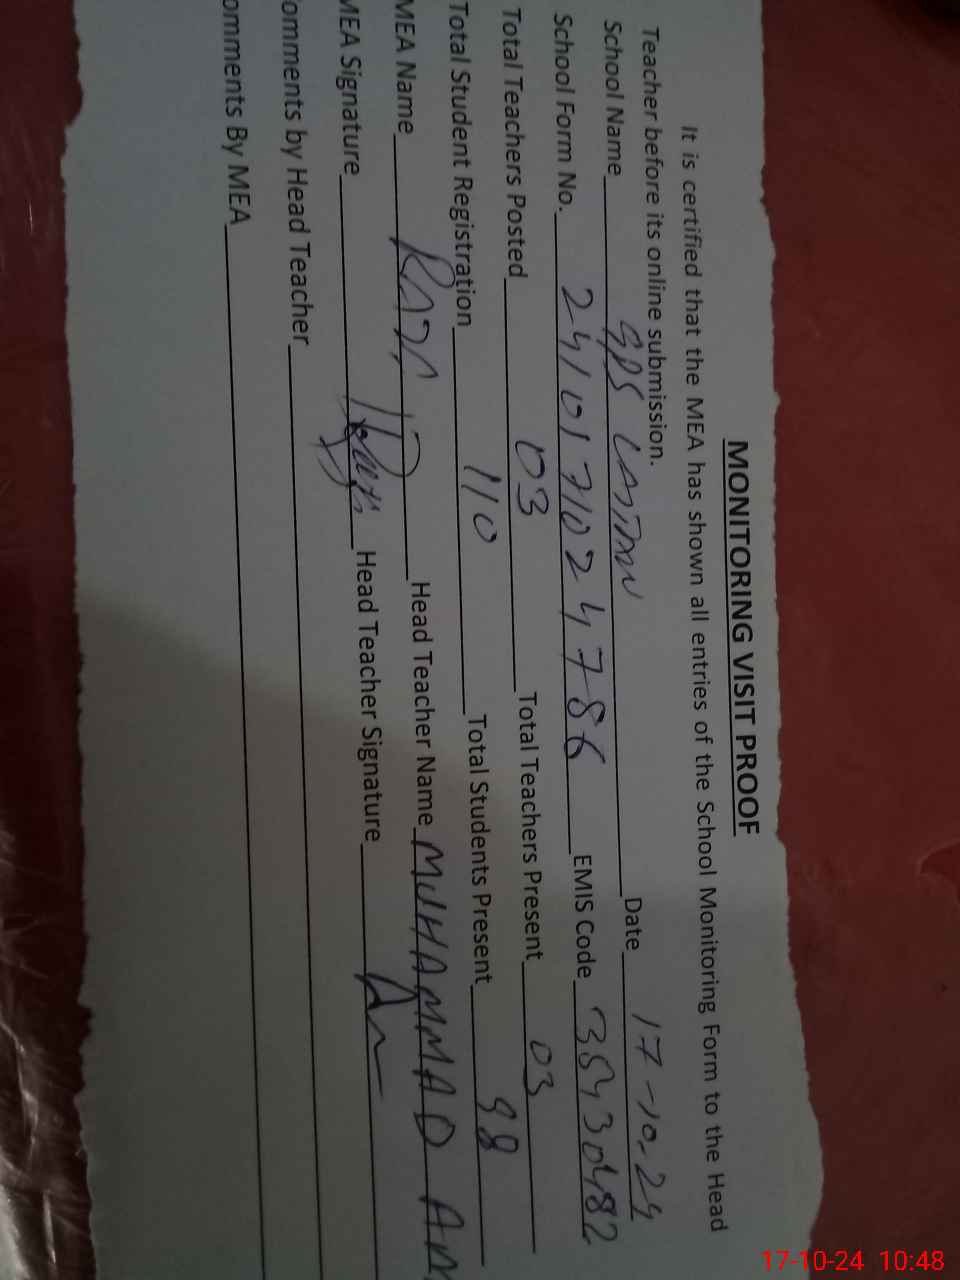 MONITORING VISIT PROOF
It is certified that the MEA has shown all entries of the School Monitoring Form to the Head
Teacher before its online submission.
School Name GPS Date 17-10-24
School Form No. 24101710247786 EMIS Code 35430482
Total Teachers Posted 03 Total Teachers Present 03
Total Student Registration 110 Total Students Present 98
MEA Name Head Teacher Name MUHAMMAD AM
MEA Signature Head Teacher Signature
omments by Head Teacher
omments By MEA
17-10-24 10:48